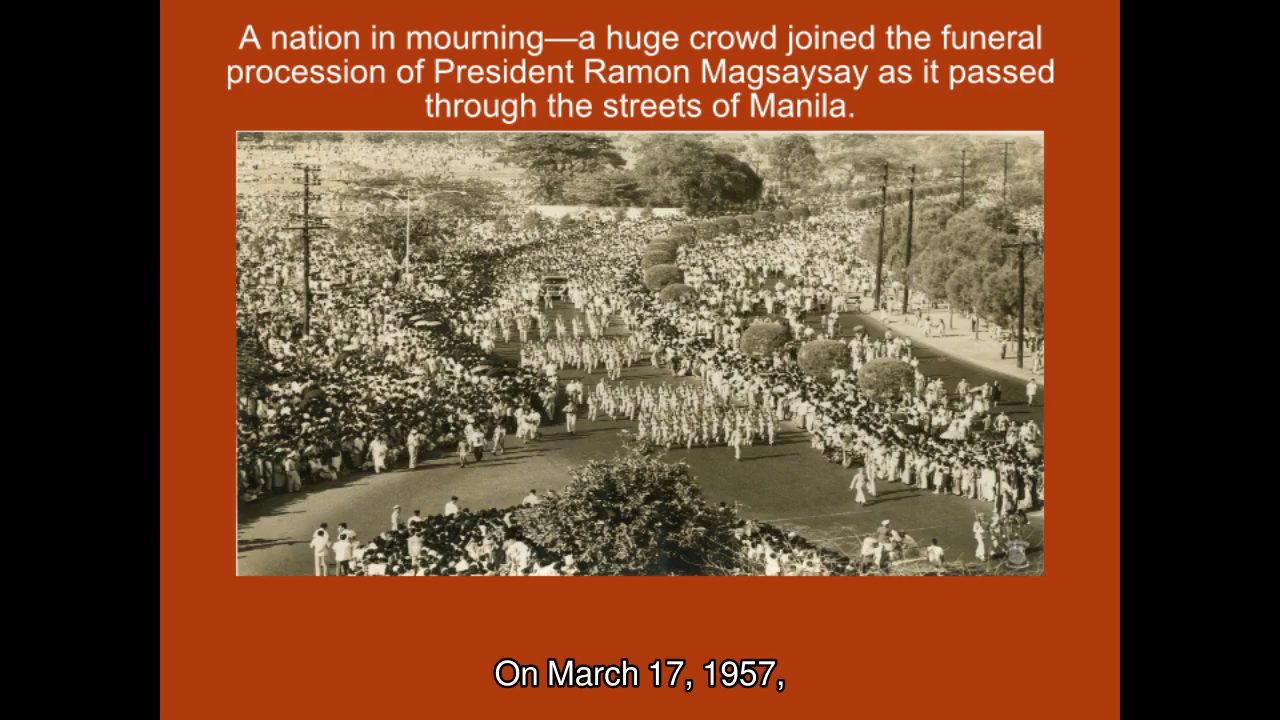 A nation in mourning—a huge crowd joined the funeral
procession of President Ramon Magsaysay as it passed
through the streets of Manila.
On March 17, 1957,